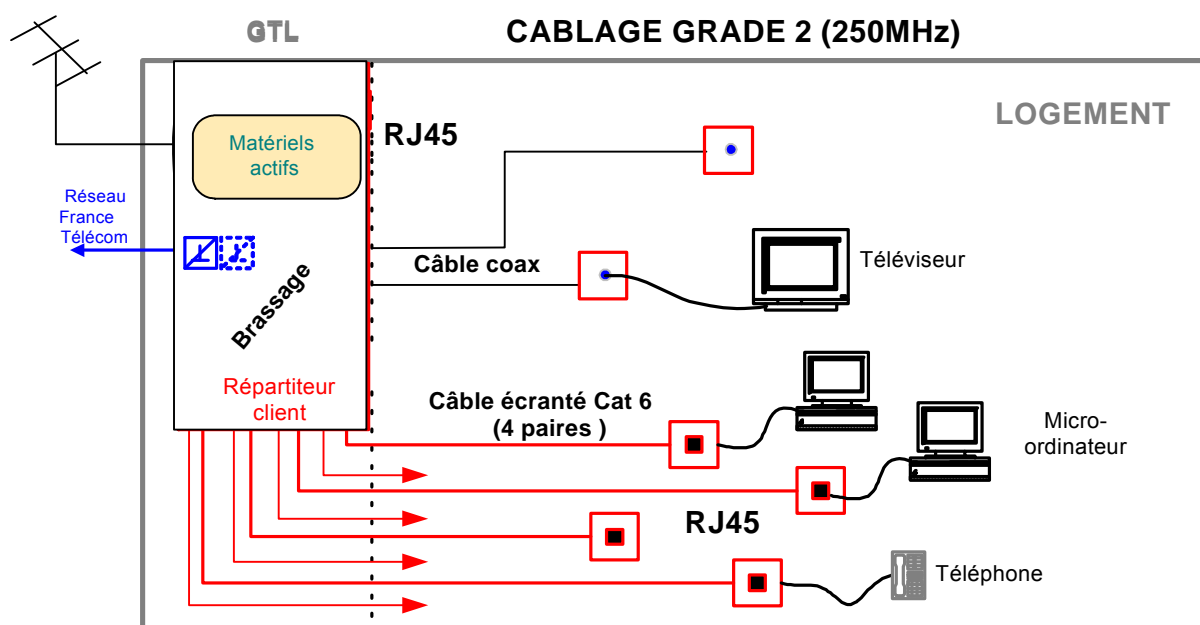 GTL
CABLAGE GRADE 2 (250MHz)
LOGEMENT
RJ45
Matériels
actifs
Réseau
France
Télécom
Câble coax
Téléviseur
Brassage
Répartiteur
client
Câble écranté Cat 6
(4 paires )
Micro-
ordinateur
RJ45
Téléphone